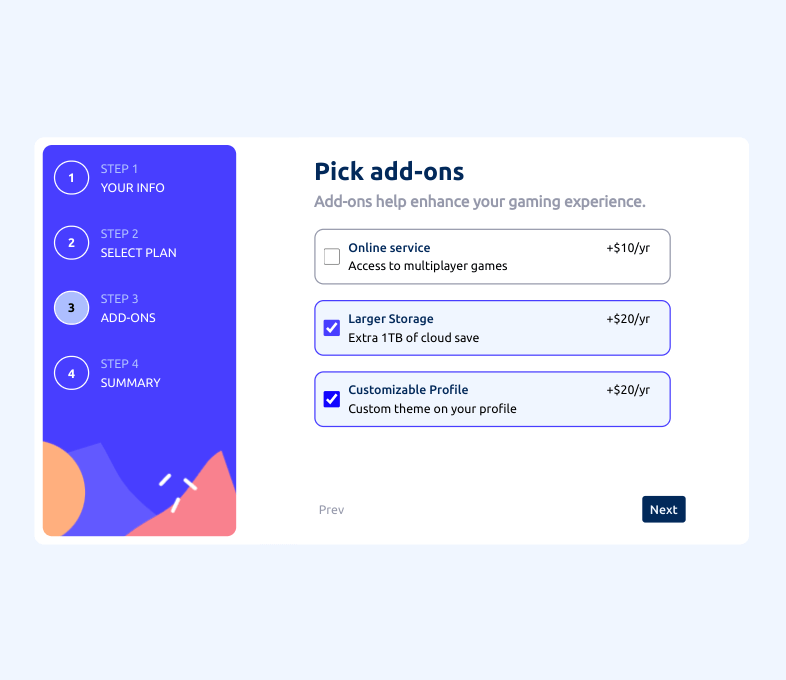 1
STEP 1
YOUR INFO
2
STEP 2
SELECT PLAN
3
STEP 3
ADD-ONS
4
STEP 4
SUMMARY
Pick add-ons
Add-ons help enhance your gaming experience.
Online service +$10/yr
Access to multiplayer games
Larger Storage +$20/yr
Extra 1TB of cloud save
Customizable Profile +$20/yr
Custom theme on your profile
Prev Next